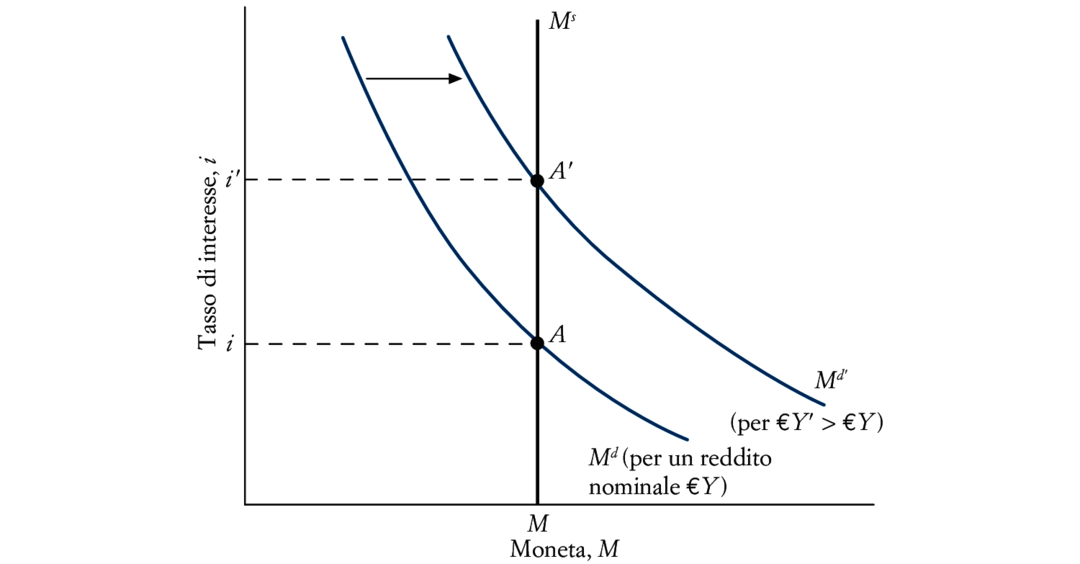 Mˢ
A′
i′
Tasso di interesse, i
A
i
Mᵈ′
(per €Y′ > €Y)
Mᵈ (per un reddito
nominale €Y)
M
Moneta, M